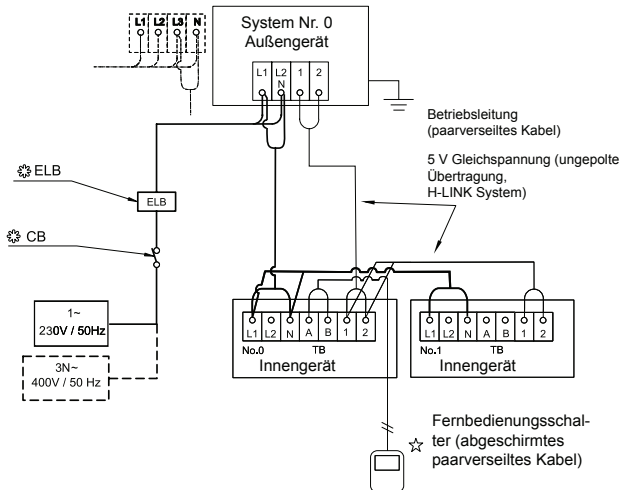 L1 L2 L3 N
System Nr. 0
Außengerät
L1 L2 1 2
N
Betriebsleitung
(paarverseiltes Kabel)
5 V Gleichspannung (ungepolte
Übertragung,
H-LINK System)
ELB
ELB
CB
1~
230V / 50Hz
3N~
400V / 50 Hz
L1 L2 N A B 1 2
No.0 TB
Innengerät
L1 L2 N A B 1 2
No.1 TB
Innengerät
Fernbedienungsschal-
ter (abgeschirmtes
paarverseiltes Kabel)